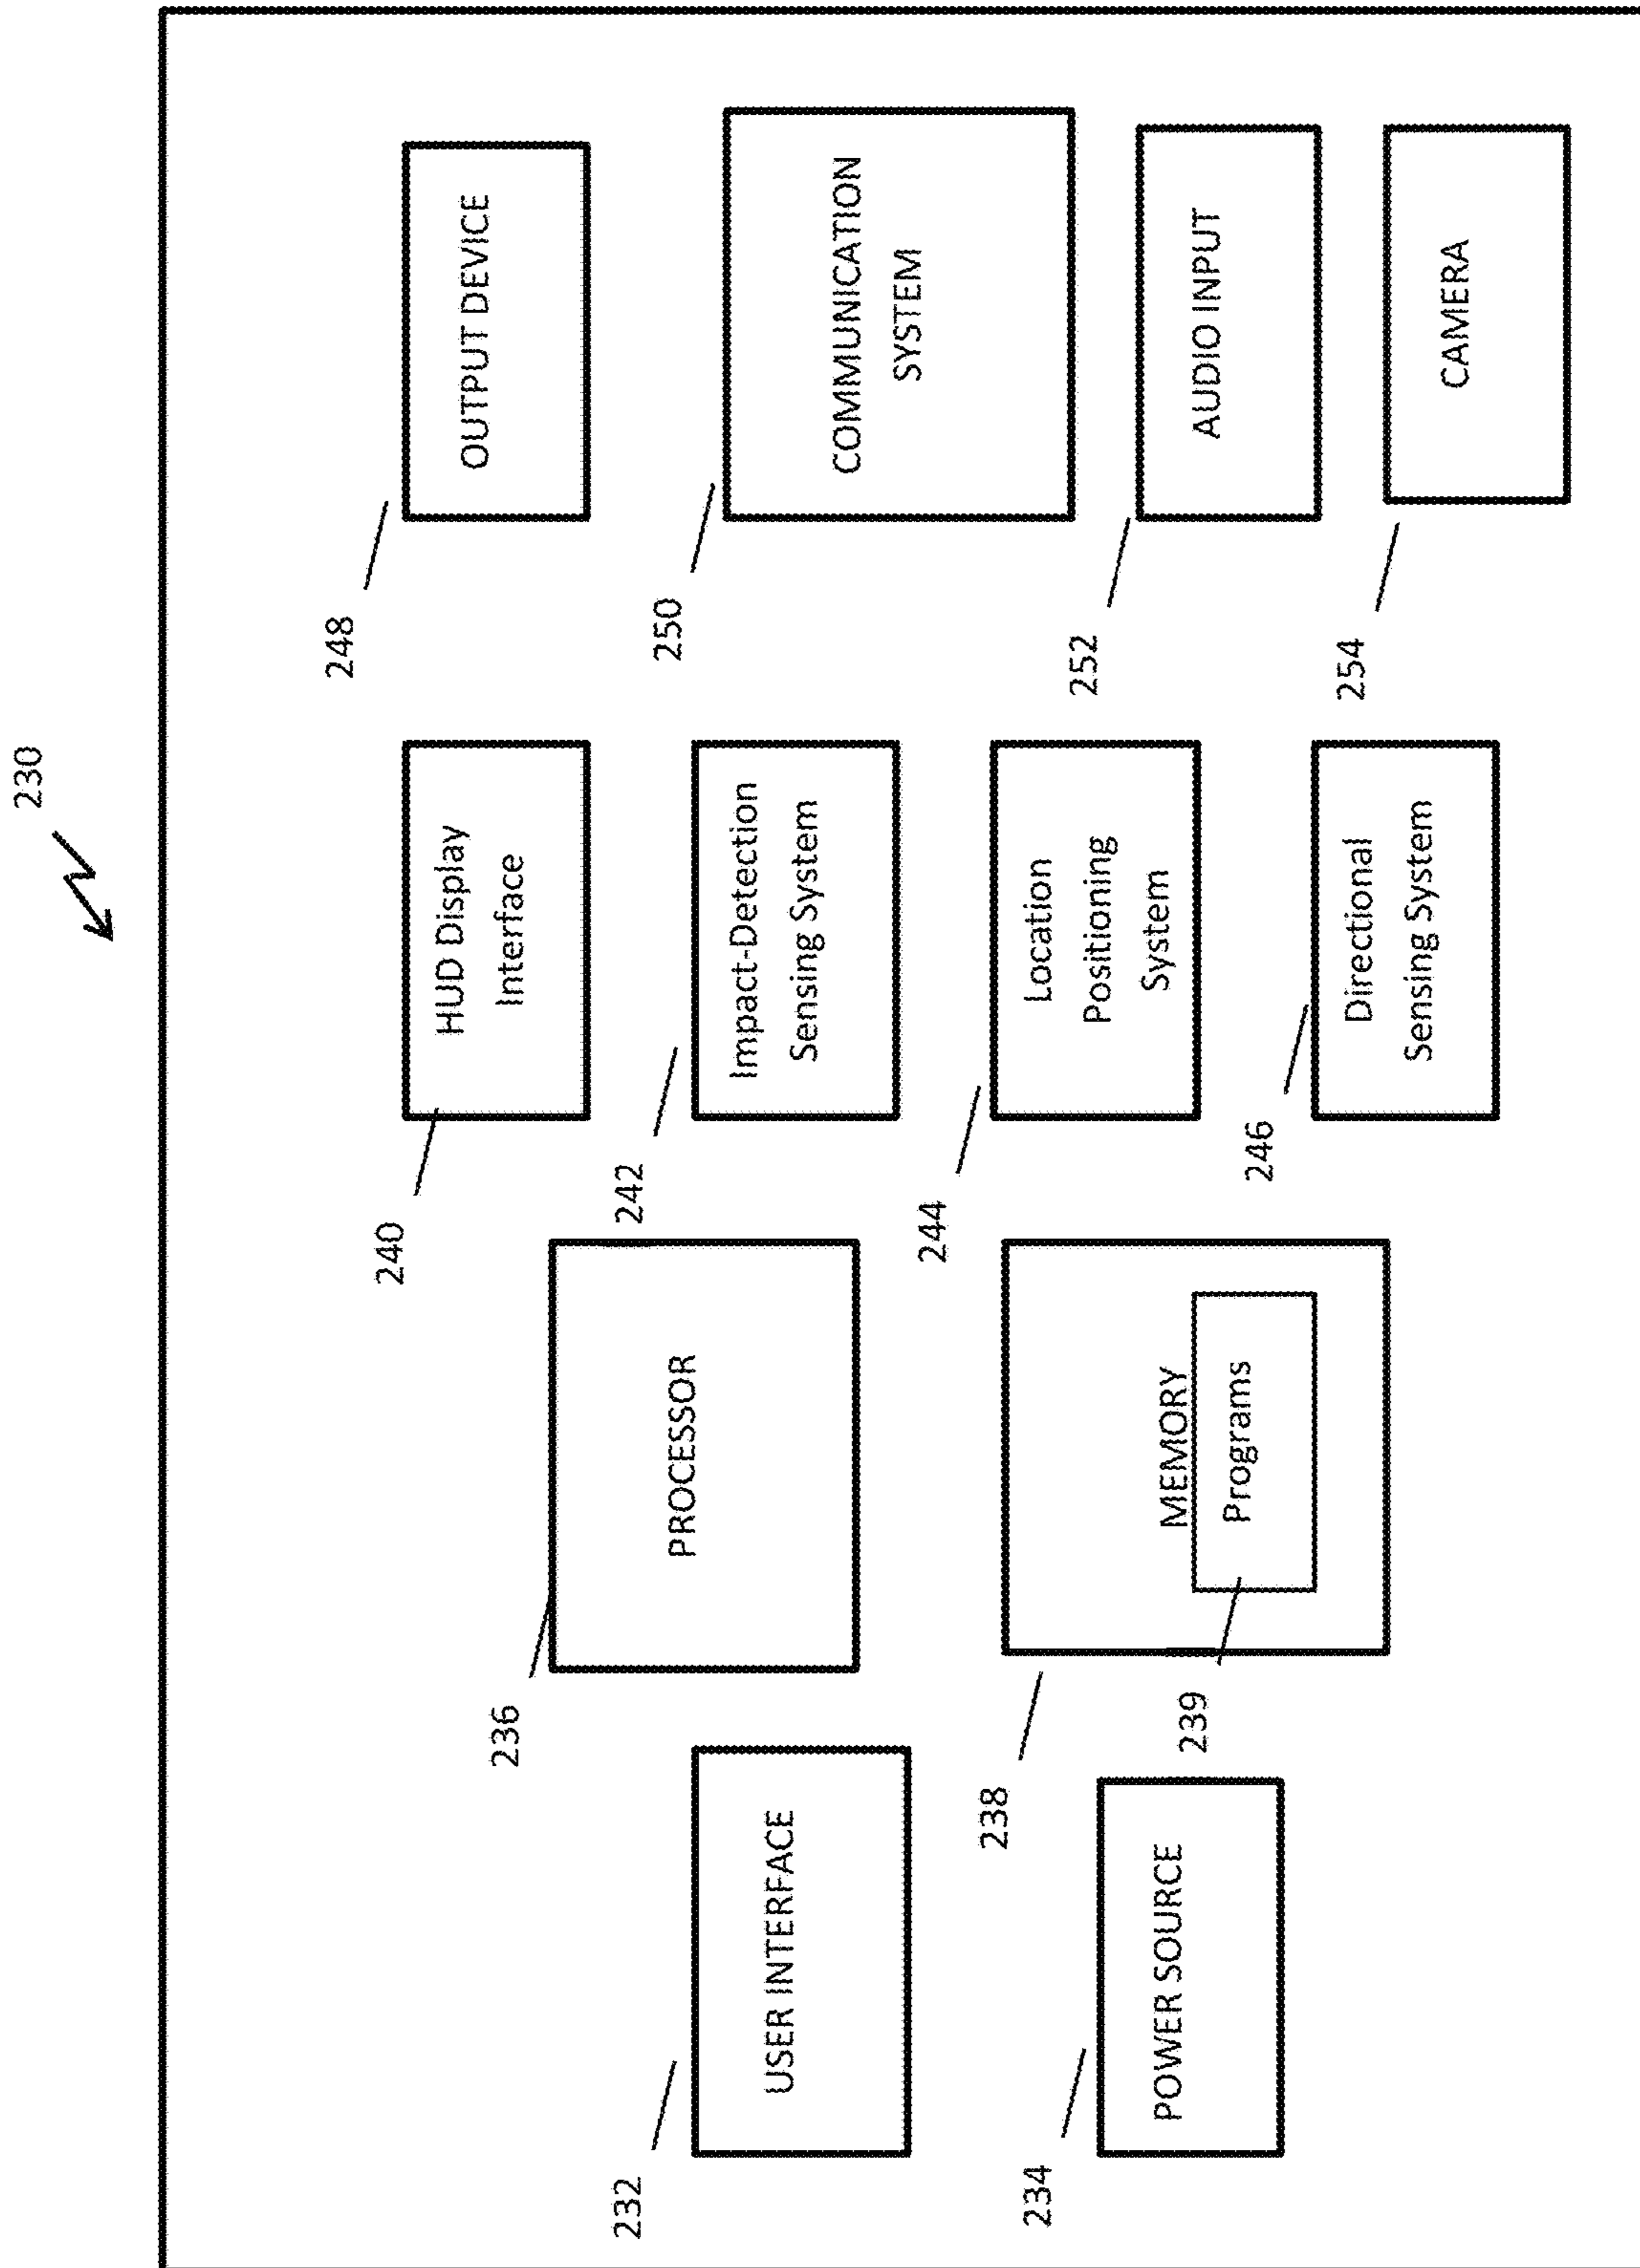 230
232
USER INTERFACE
234
POWER SOURCE
236
PROCESSOR
238
MEMORY
239
Programs
240
HUD Display
Interface
242
Impact-Detection
Sensing System
244
Location
Positioning
System
246
Directional
Sensing System
248
OUTPUT DEVICE
250
COMMUNICATION
SYSTEM
252
AUDIO INPUT
254
CAMERA